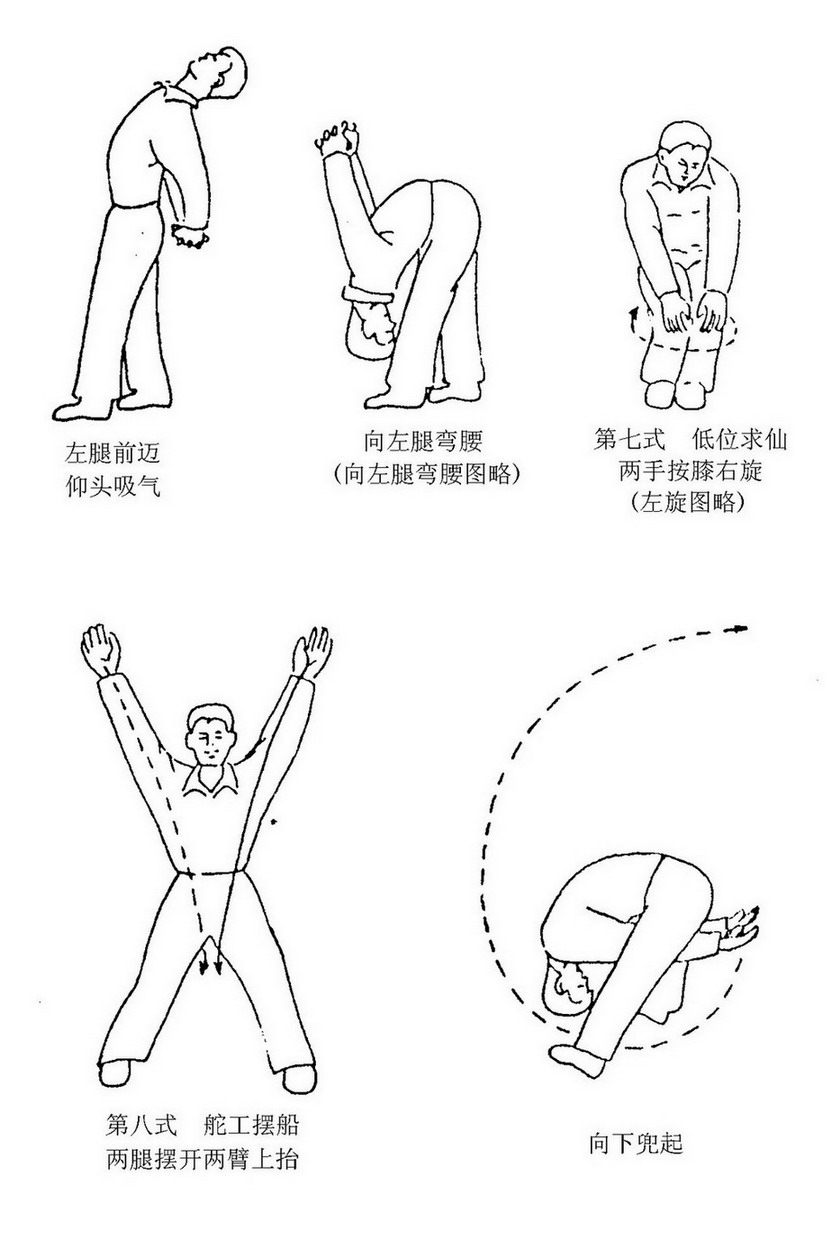 左腿前迈
仰头吸气
向左腿弯腰
(向左腿弯腰图略)
第七式　低位求仙
两手按膝右旋
(左旋图略)
第八式　舵工摆船
两腿摆开两臂上抬
向下兜起